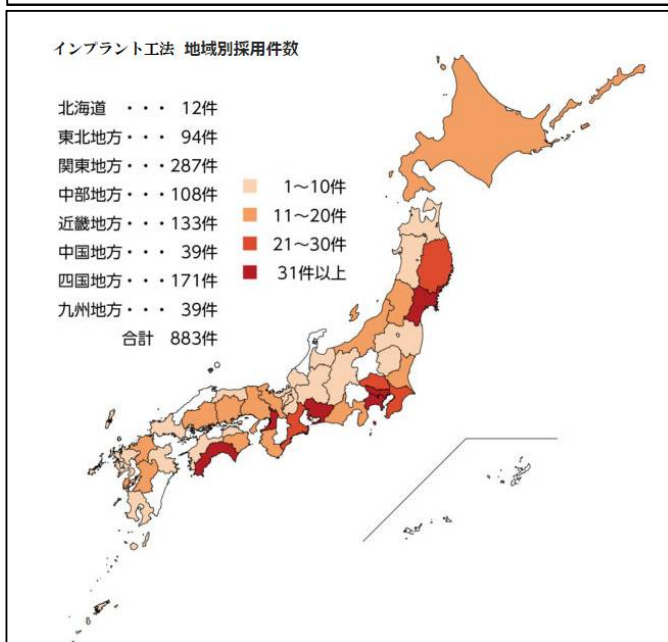 インプラント工法 地域別採用件数
北海道 ・・・ 12件
東北地方・・・ 94件
関東地方・・・287件
中部地方・・・108件
近畿地方・・・133件
中国地方・・・ 39件
四国地方・・・171件
九州地方・・・ 39件
合計 883件
1～10件
11～20件
21～30件
31件以上